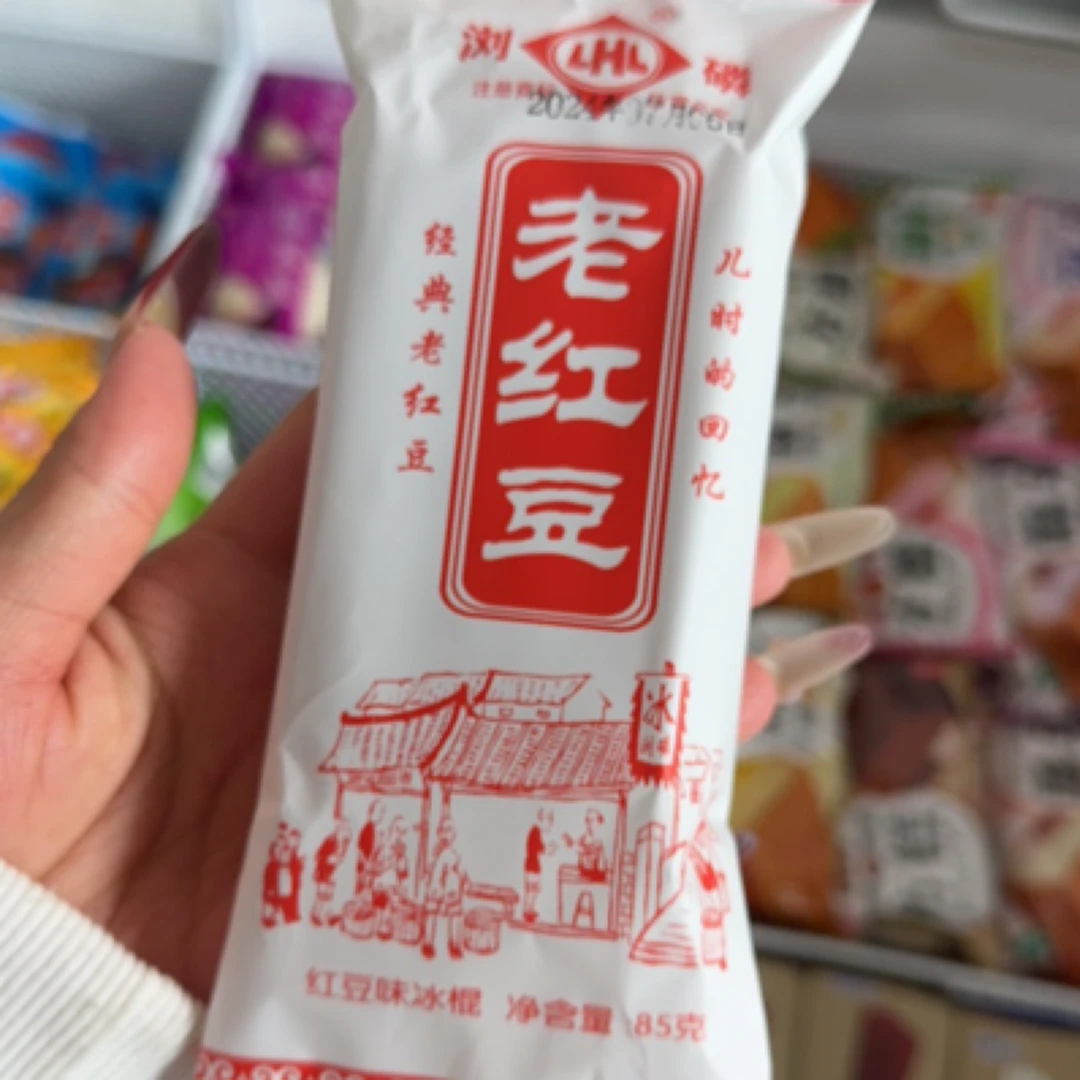 浏 LHL 磷
老红豆
经典老红豆
儿时的回忆
冰
红豆味冰棍 净含量 85克